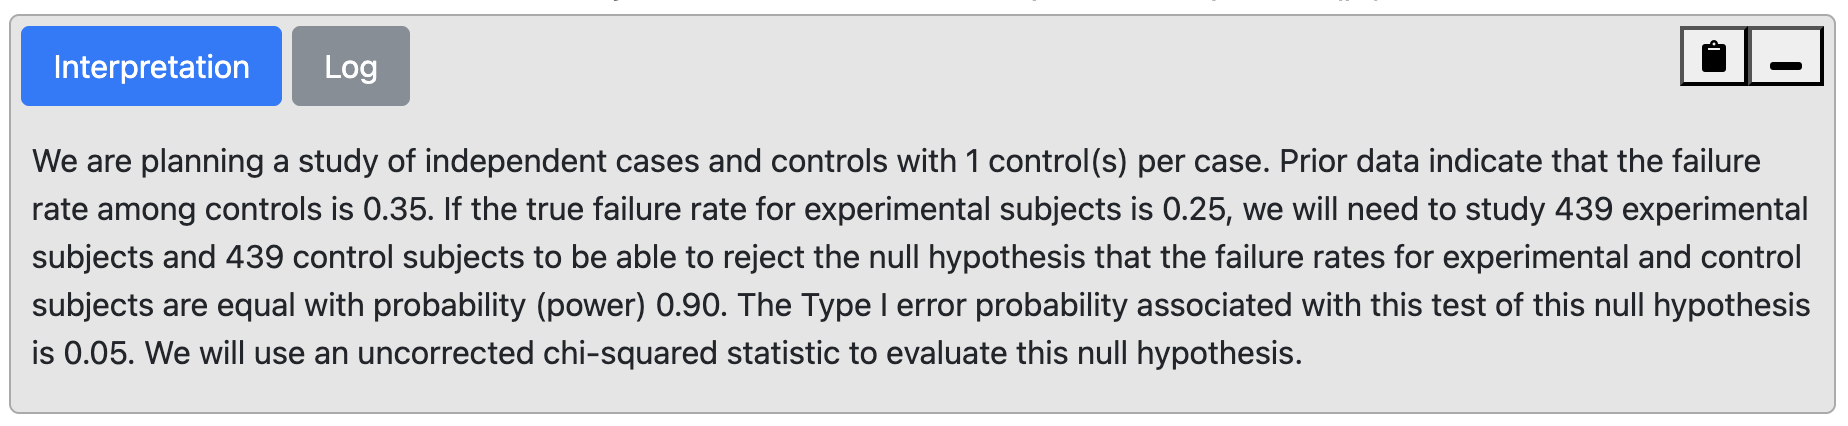 Interpretation Log
We are planning a study of independent cases and controls with 1 control(s) per case. Prior data indicate that the failure
rate among controls is 0.35. If the true failure rate for experimental subjects is 0.25, we will need to study 439 experimental
subjects and 439 control subjects to be able to reject the null hypothesis that the failure rates for experimental and control
subjects are equal with probability (power) 0.90. The Type I error probability associated with this test of this null hypothesis
is 0.05. We will use an uncorrected chi-squared statistic to evaluate this null hypothesis.